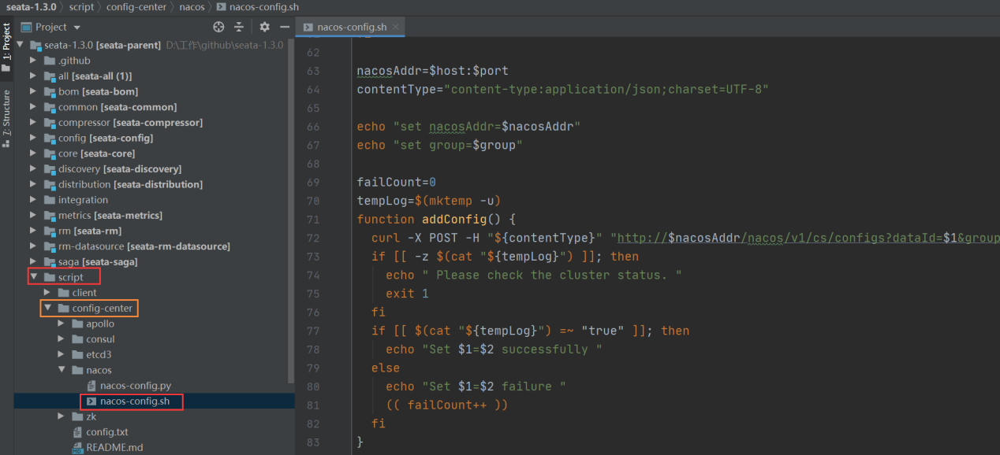 seata-1.3.0 script config-center nacos nacos-config.sh
1: Project
7: Structure
Project
seata-1.3.0 [seata-parent] D:\工作\github\seata-1.3.0
.github
all [seata-all (1)]
bom [seata-bom]
common [seata-common]
compressor [seata-compressor]
config [seata-config]
core [seata-core]
discovery [seata-discovery]
distribution [seata-distribution]
integration
metrics [seata-metrics]
rm [seata-rm]
rm-datasource [seata-rm-datasource]
saga [seata-saga]
script
client
config-center
apollo
consul
etcd3
nacos
nacos-config.py
nacos-config.sh
zk
config.txt
README.md
nacos-config.sh
62
63 nacosAddr=$host:$port
64 contentType="content-type:application/json;charset=UTF-8"
65
66 echo "set nacosAddr=$nacosAddr"
67 echo "set group=$group"
68
69 failCount=0
70 tempLog=$(mktemp -u)
71 function addConfig() {
72 curl -X POST -H "${contentType}" "http://$nacosAddr/nacos/v1/cs/configs?dataId=$1&group
73 if [[ -z $(cat "${tempLog}") ]]; then
74 echo " Please check the cluster status. "
75 exit 1
76 fi
77 if [[ $(cat "${tempLog}") =~ "true" ]]; then
78 echo "Set $1=$2 successfully "
79 else
80 echo "Set $1=$2 failure "
81 (( failCount++ ))
82 fi
83 }